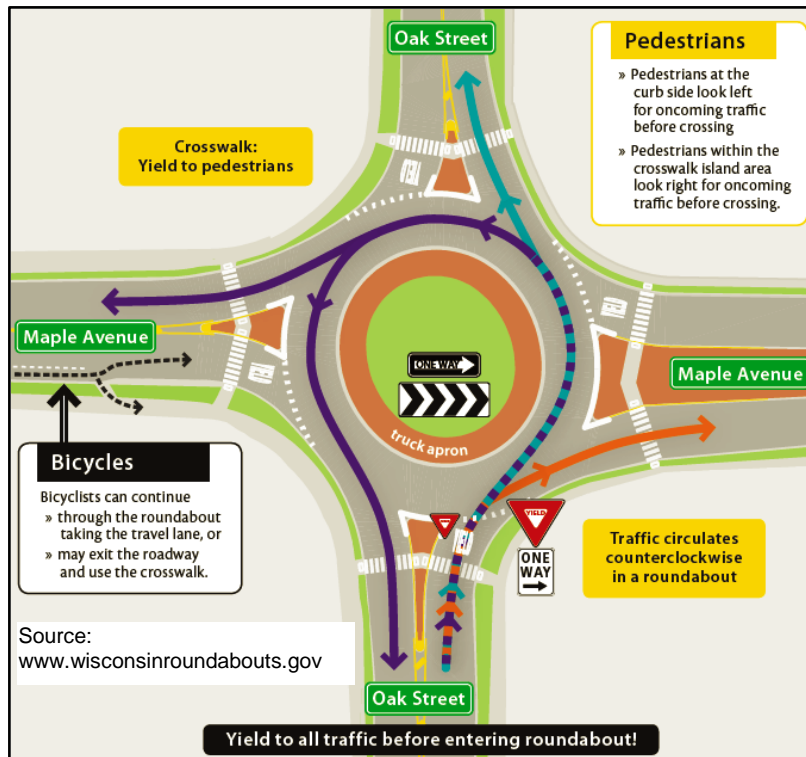 Oak Street
Pedestrians
» Pedestrians at the
curb side look left
for oncoming traffic
before crossing
» Pedestrians within the
crosswalk island area
look right for oncoming
traffic before crossing.
Crosswalk:
Yield to pedestrians
Maple Avenue
ONE WAY
Maple Avenue
truck apron
Bicycles
Bicyclists can continue
» through the roundabout
taking the travel lane, or
» may exit the roadway
and use the crosswalk.
YIELD
YIELD
ONE
WAY
Traffic circulates
counterclockwise
in a roundabout
Source:
www.wisconsinroundabouts.gov
Oak Street
Yield to all traffic before entering roundabout!